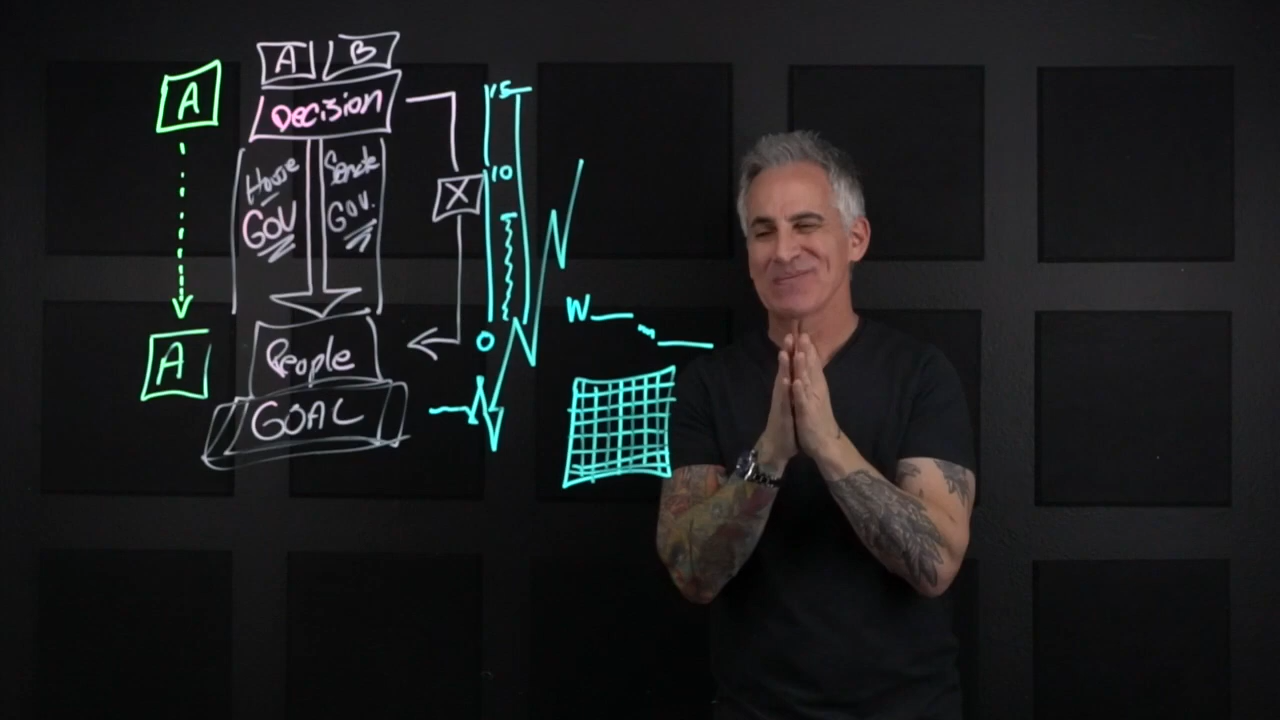 A
B
A
Decision
House
GOV
Senate
GOV.
X
15
10
0
People
GOAL
A
W